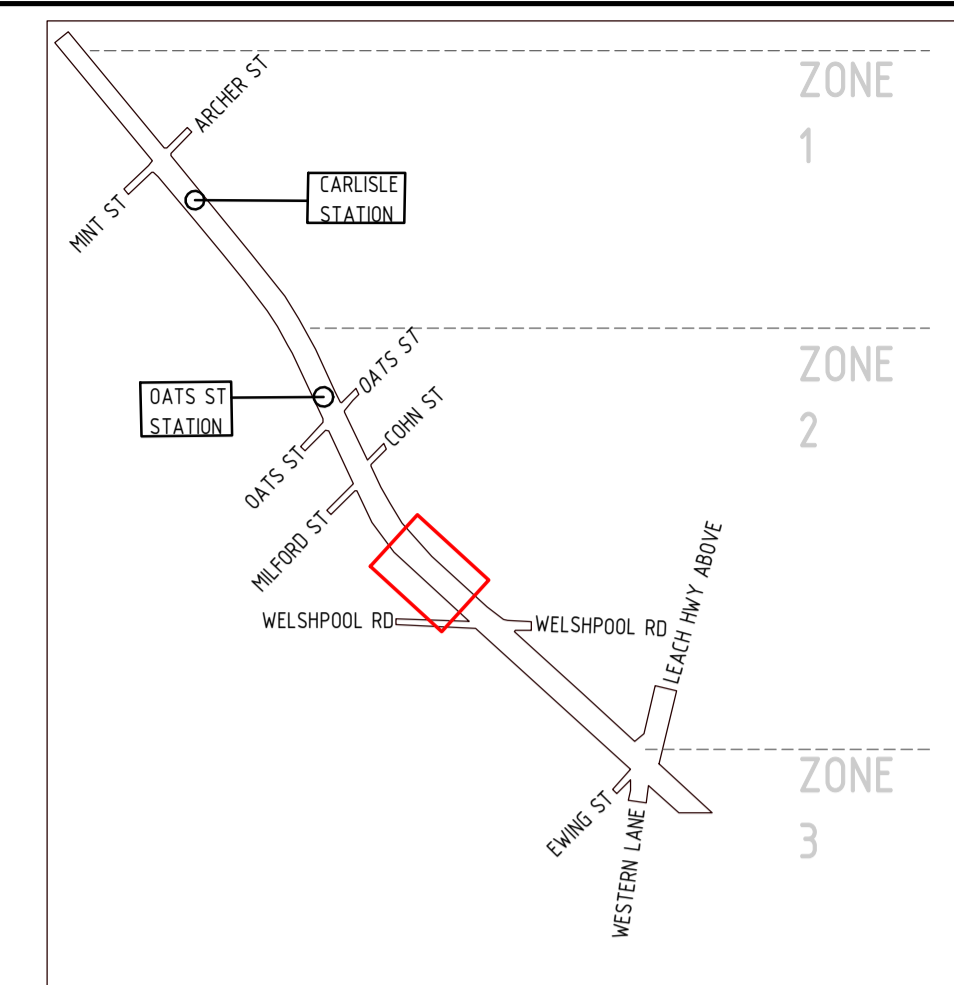 ZONE
1
ARCHER ST
CARLISLE
STATION
MINT ST
ZONE
2
OATS ST
OATS ST
STATION
COHN ST
OATS ST
MILFORD ST
WELSHPOOL RD
WELSHPOOL RD
LEACH HWY ABOVE
ZONE
3
EWING ST
WESTERN LANE